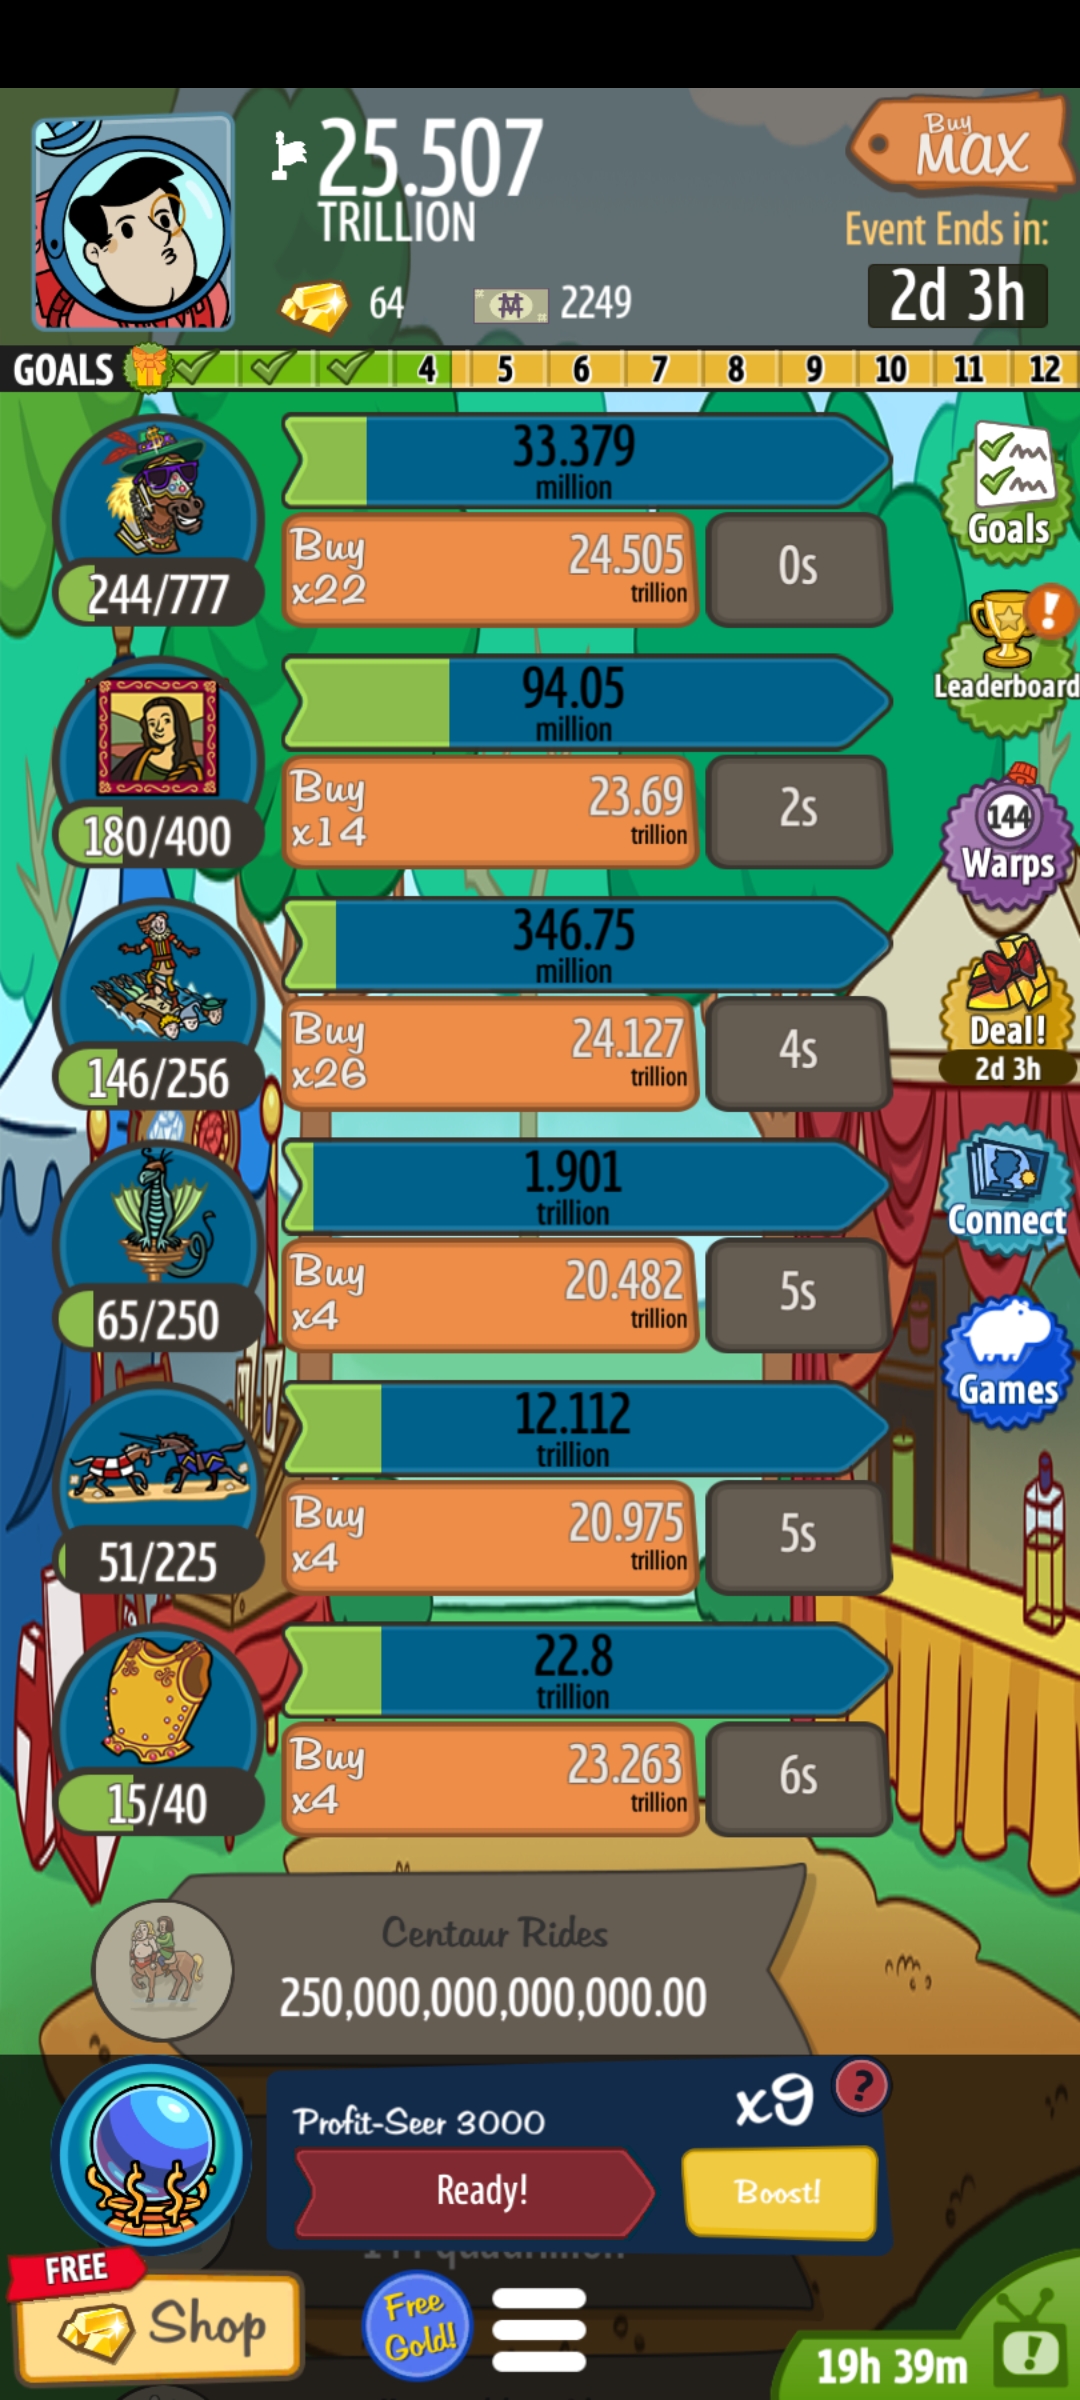 25.507
TRILLION
Buy
MAX
Event Ends in:
2d 3h
64
2249
GOALS
4 5 6 7 8 9 10 11 12
33.379
million
Buy
x22
24.505
trillion
0s
244/777
Goals
94.05
million
Leaderboard
Buy
x14
23.69
trillion
2s
180/400
144
Warps
346.75
million
Buy
x26
24.127
trillion
4s
146/256
Deal!
2d 3h
1.901
trillion
Buy
x4
20.482
trillion
5s
65/250
Connect
12.112
trillion
Buy
x4
20.975
trillion
5s
51/225
Games
22.8
trillion
Buy
x4
23.263
trillion
6s
15/40
Centaur Rides
250,000,000,000,000.00
Profit-Seer 3000
x9
?
Ready!
Boost!
FREE
Shop
Free
Gold!
19h 39m